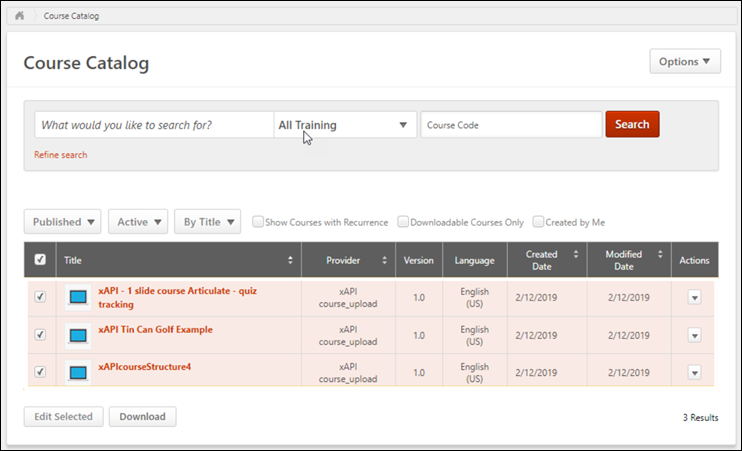 Course Catalog
Course Catalog
Options
What would you like to search for?
All Training
Course Code
Search
Refine search
Published
Active
By Title
Show Courses with Recurrence
Downloadable Courses Only
Created by Me
Title
Provider
Version
Language
Created
Date
Modified
Date
Actions
xAPI - 1 slide course Articulate - quiz
tracking
xAPI
course_upload
1.0
English
(US)
2/12/2019
2/12/2019
xAPI Tin Can Golf Example
xAPI
course_upload
1.0
English
(US)
2/12/2019
2/12/2019
xAPIcourseStructure4
xAPI
course_upload
1.0
English
(US)
2/12/2019
2/12/2019
Edit Selected
Download
3 Results